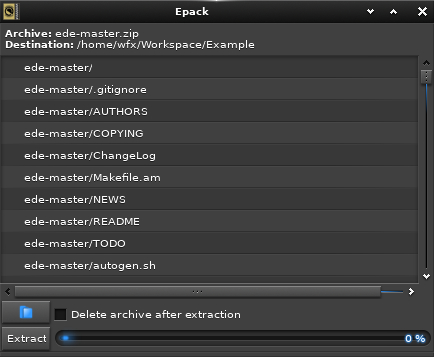 Epack
Archive: ede-master.zip
Destination: /home/wfx/Workspace/Example
ede-master/
ede-master/.gitignore
ede-master/AUTHORS
ede-master/COPYING
ede-master/ChangeLog
ede-master/Makefile.am
ede-master/NEWS
ede-master/README
ede-master/TODO
ede-master/autogen.sh
Delete archive after extraction
Extract
0 %